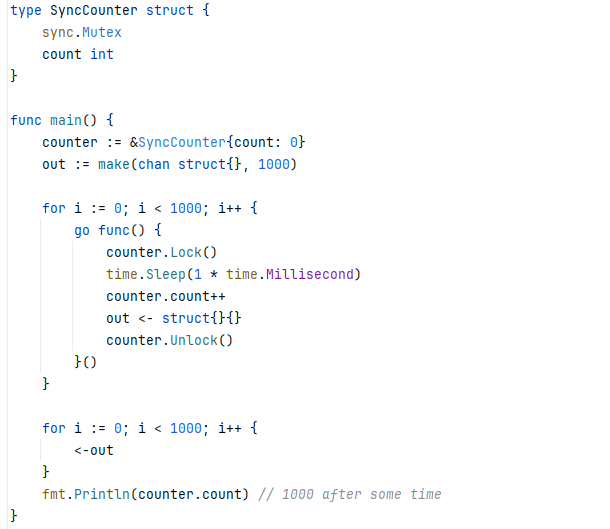 type SyncCounter struct {
    sync.Mutex
    count int
}

func main() {
    counter := &SyncCounter{count: 0}
    out := make(chan struct{}, 1000)

    for i := 0; i < 1000; i++ {
        go func() {
            counter.Lock()
            time.Sleep(1 * time.Millisecond)
            counter.count++
            out <- struct{}{}
            counter.Unlock()
        }()
    }

    for i := 0; i < 1000; i++ {
        <-out
    }
    fmt.Println(counter.count) // 1000 after some time
}